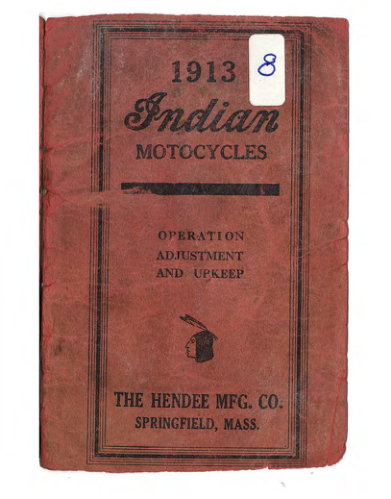 1913
8
Indian
MOTOCYCLES
OPERATION
ADJUSTMENT
AND UPKEEP
THE HENDEE MFG. CO.
SPRINGFIELD, MASS.